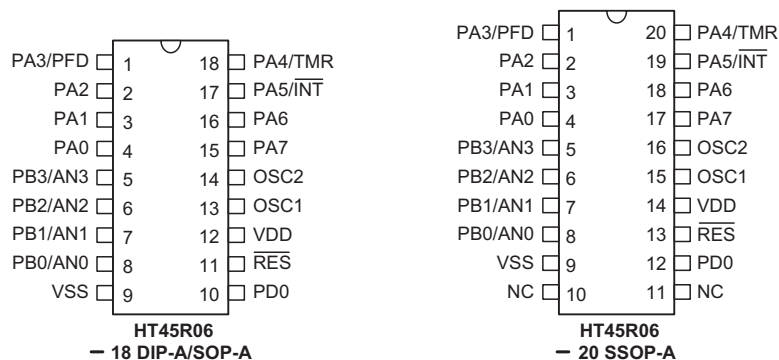 PA3/PFD 1 18 PA4/TMR
PA2 2 17 PA5/I̅N̅T̅
PA1 3 16 PA6
PA0 4 15 PA7
PB3/AN3 5 14 OSC2
PB2/AN2 6 13 OSC1
PB1/AN1 7 12 VDD
PB0/AN0 8 11 R̅E̅S̅
VSS 9 10 PD0
HT45R06
– 18 DIP-A/SOP-A
PA3/PFD 1 20 PA4/TMR
PA2 2 19 PA5/I̅N̅T̅
PA1 3 18 PA6
PA0 4 17 PA7
PB3/AN3 5 16 OSC2
PB2/AN2 6 15 OSC1
PB1/AN1 7 14 VDD
PB0/AN0 8 13 R̅E̅S̅
VSS 9 12 PD0
NC 10 11 NC
HT45R06
– 20 SSOP-A